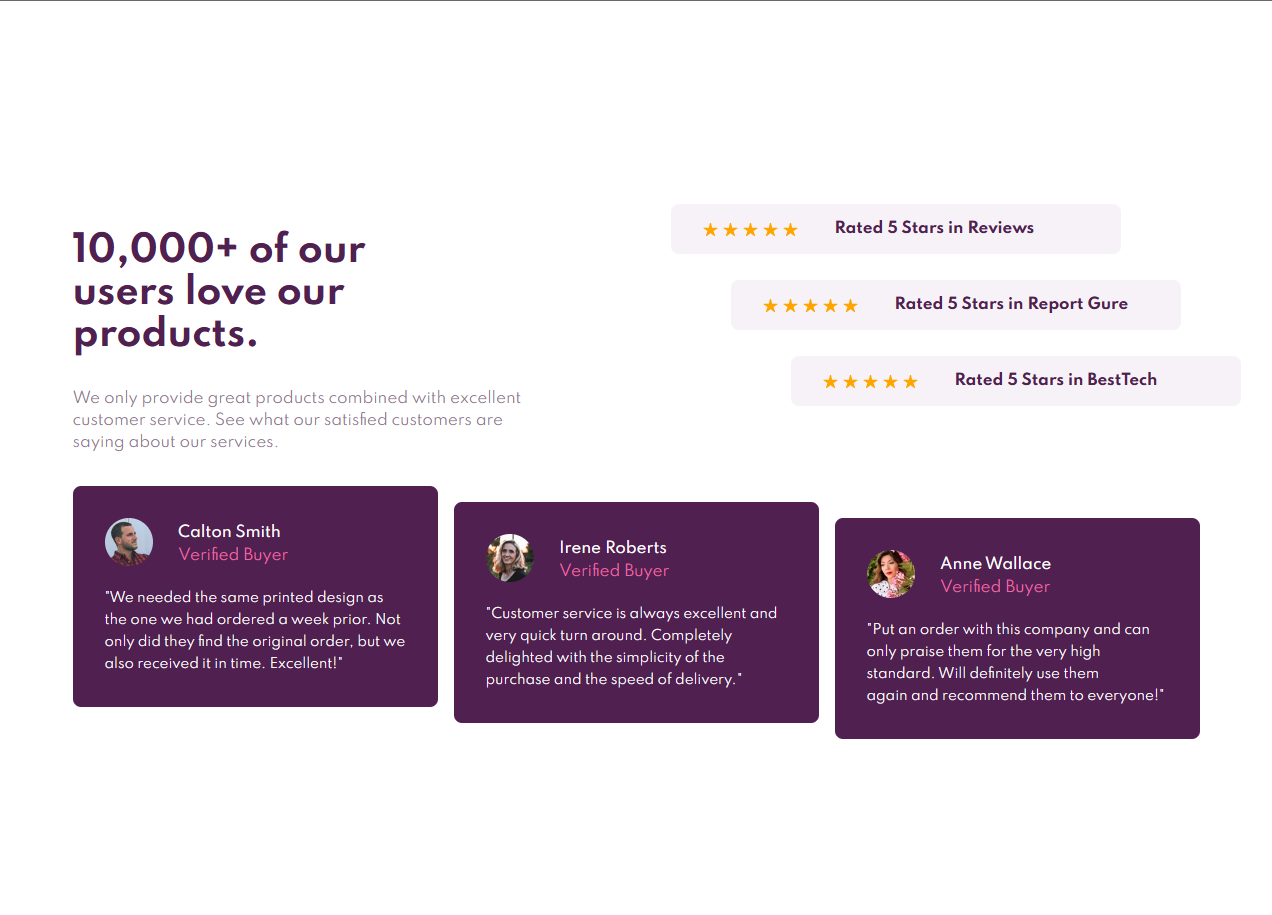 10,000+ of our
users love our
products.
We only provide great products combined with excellent
customer service. See what our satisfied customers are
saying about our services.
Rated 5 Stars in Reviews
Rated 5 Stars in Report Gure
Rated 5 Stars in BestTech
Calton Smith
Verified Buyer
"We needed the same printed design as
the one we had ordered a week prior. Not
only did they find the original order, but we
also received it in time. Excellent!"
Irene Roberts
Verified Buyer
"Customer service is always excellent and
very quick turn around. Completely
delighted with the simplicity of the
purchase and the speed of delivery."
Anne Wallace
Verified Buyer
"Put an order with this company and can
only praise them for the very high
standard. Will definitely use them
again and recommend them to everyone!"